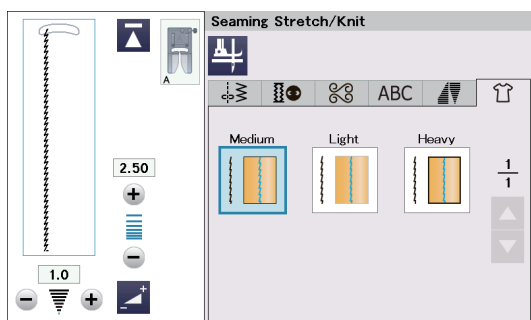 Seaming Stretch/Knit
A
ABC
Medium Light Heavy
2.50
1
1
1.0